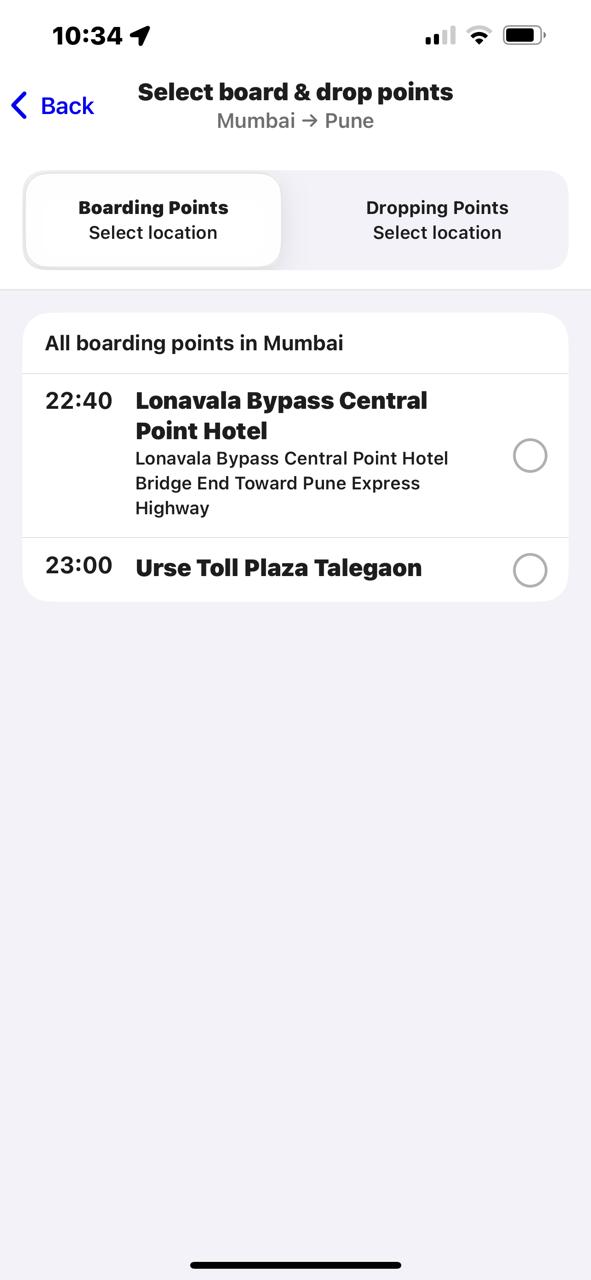 10:34
Back
Select board & drop points
Mumbai → Pune
Boarding Points
Select location
Dropping Points
Select location
All boarding points in Mumbai
22:40
Lonavala Bypass Central
Point Hotel
Lonavala Bypass Central Point Hotel
Bridge End Toward Pune Express
Highway
23:00
Urse Toll Plaza Talegaon